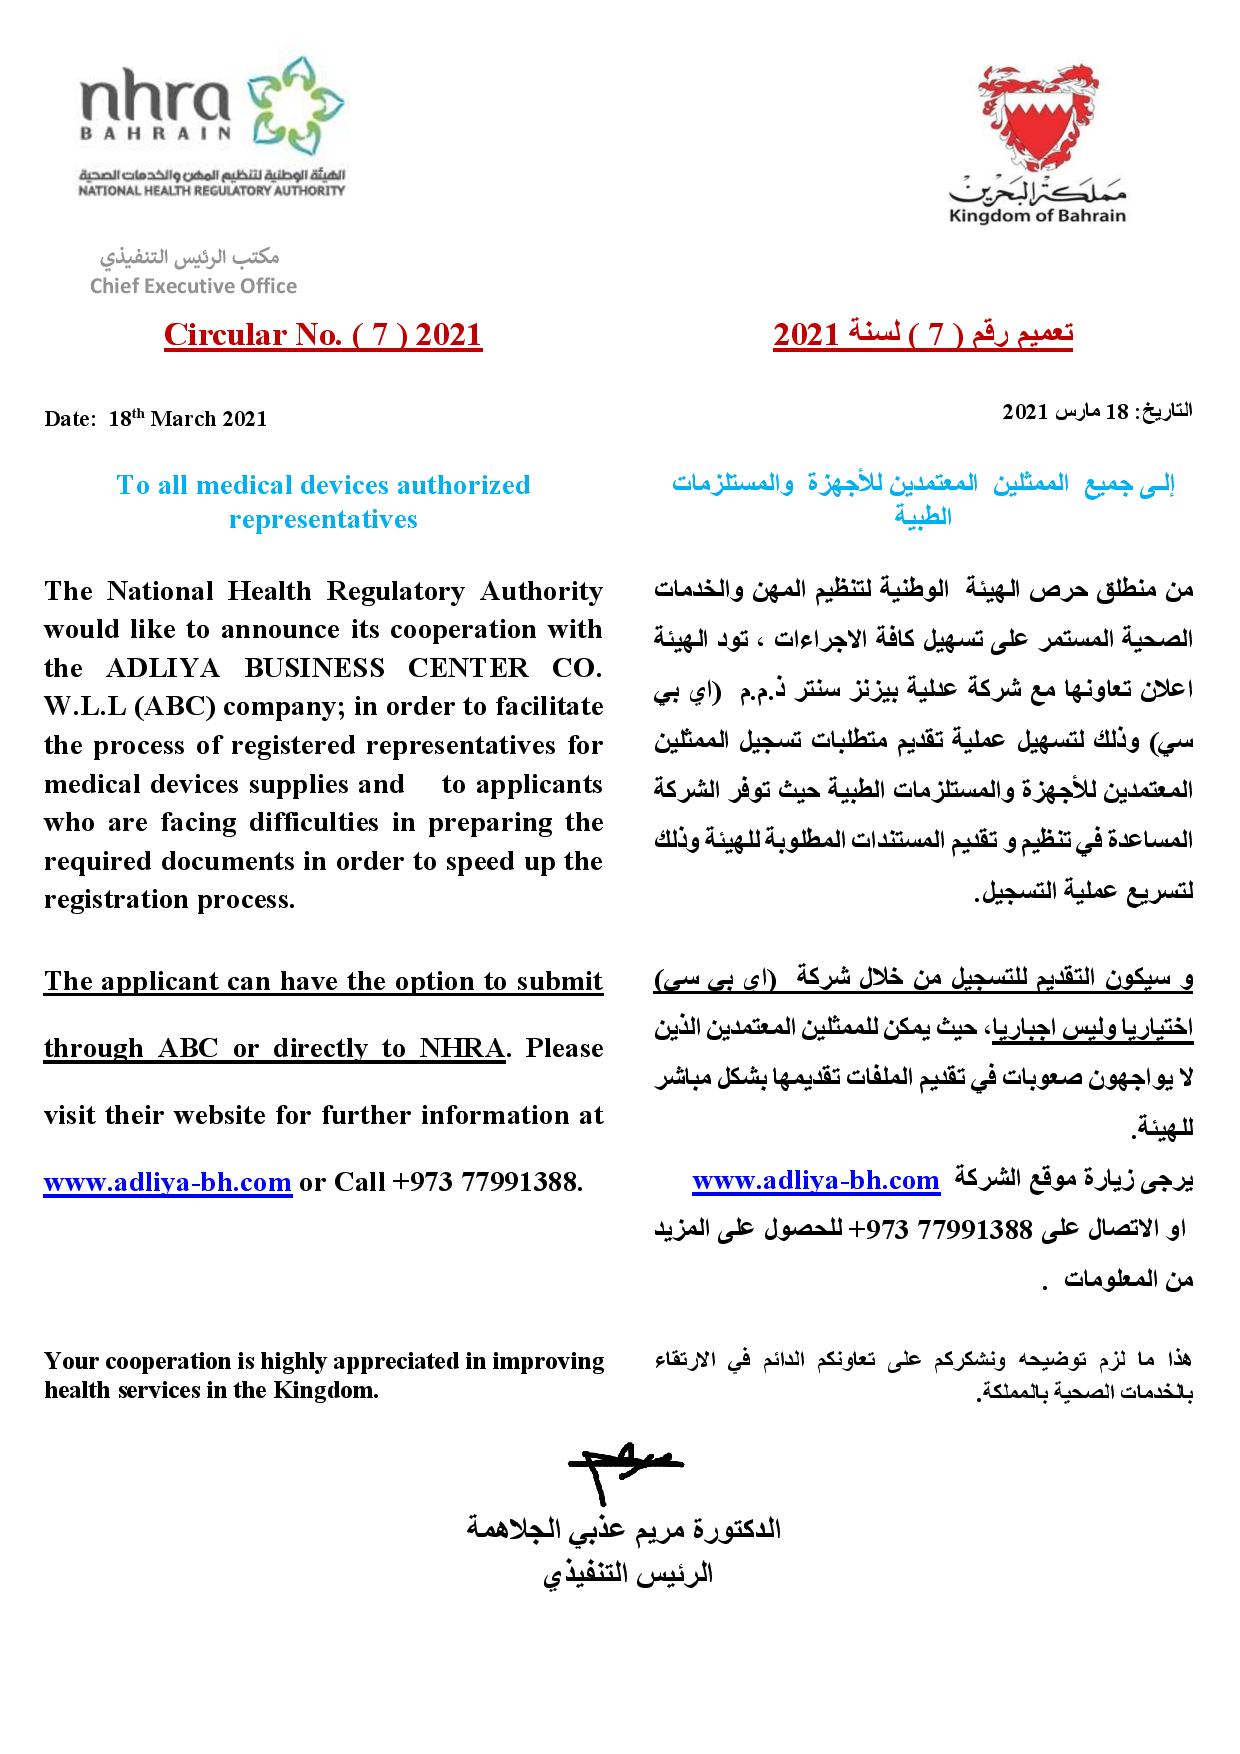 nhra
BAHRAIN
الهيئة الوطنية لتنظيم المهن والخدمات الصحية
NATIONAL HEALTH REGULATORY AUTHORITY
مملكة البحرين
Kingdom of Bahrain
مكتب الرئيس التنفيذي
Chief Executive Office
Circular No. ( 7 ) 2021
Date: 18th March 2021
To all medical devices authorized
representatives
The National Health Regulatory Authority
would like to announce its cooperation with
the ADLIYA BUSINESS CENTER CO.
W.L.L (ABC) company; in order to facilitate
the process of registered representatives for
medical devices supplies and to applicants
who are facing difficulties in preparing the
required documents in order to speed up the
registration process.
The applicant can have the option to submit
through ABC or directly to NHRA. Please
visit their website for further information at
www.adliya-bh.com or Call +973 77991388.
Your cooperation is highly appreciated in improving
health services in the Kingdom.
تعميم رقم ( 7 ) لسنة 2021
التاريخ: 18 مارس 2021
إلـى جميع الممثلين المعتمدين للأجهزة والمستلزمات
الطبية
من منطلق حرص الهيئة الوطنية لتنظيم المهن والخدمات
الصحية المستمر على تسهيل كافة الاجراءات ، تود الهيئة
اعلان تعاونها مع شركة عدلية بيزنز سنتر ذ.م.م (اي بي
سي) وذلك لتسهيل عملية تقديم متطلبات تسجيل الممثلين
المعتمدين للأجهزة والمستلزمات الطبية حيث توفر الشركة
المساعدة في تنظيم و تقديم المستندات المطلوبة للهيئة وذلك
لتسريع عملية التسجيل.
و سيكون التقديم للتسجيل من خلال شركة (اي بي سي)
اختياريا وليس اجباريا، حيث يمكن للممثلين المعتمدين الذين
لا يواجهون صعوبات في تقديم الملفات تقديمها بشكل مباشر
للهيئة.
يرجى زيارة موقع الشركة www.adliya-bh.com
او الاتصال على 77991388 973+ للحصول على المزيد
من المعلومات .
هذا ما لزم توضيحه ونشكركم على تعاونكم الدائم في الارتقاء
بالخدمات الصحية بالمملكة.
الدكتورة مريم عذبي الجلاهمة
الرئيس التنفيذي